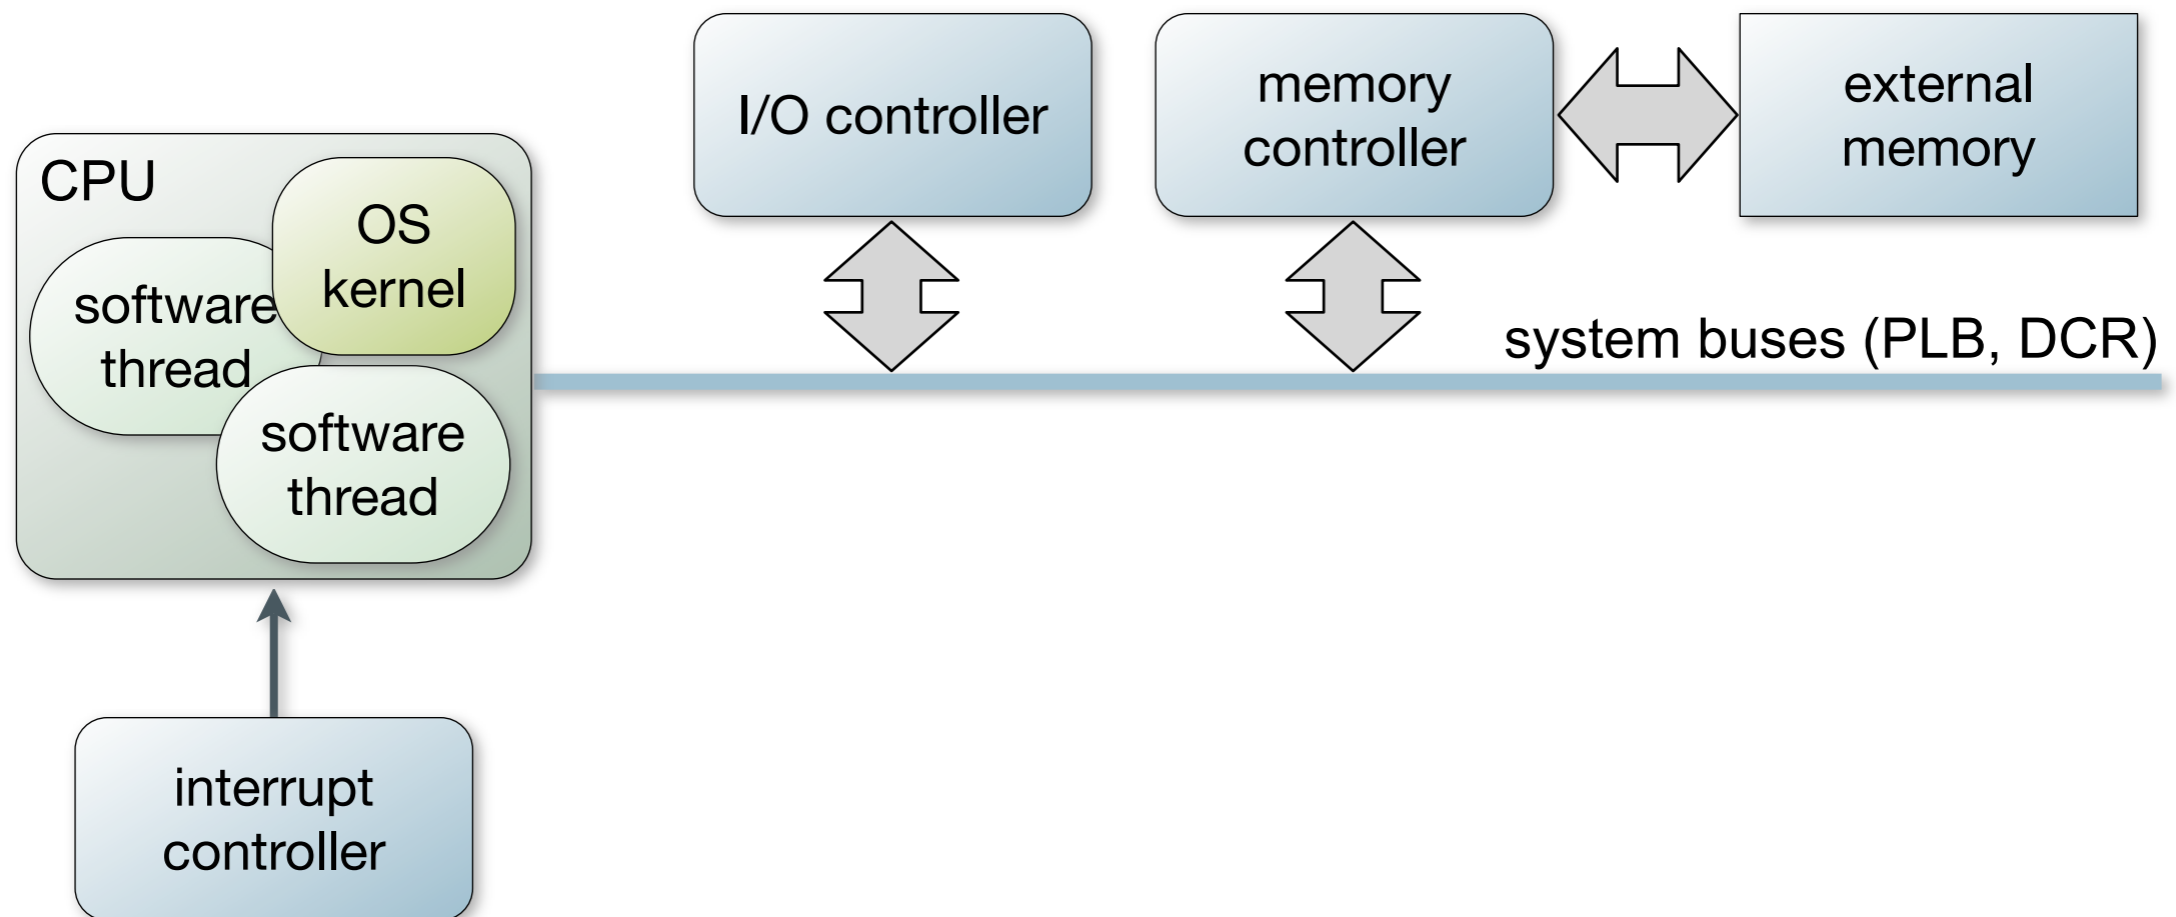 CPU
OS
kernel
software
thread
software
thread
interrupt
controller
I/O controller
memory
controller
external
memory
system buses (PLB, DCR)